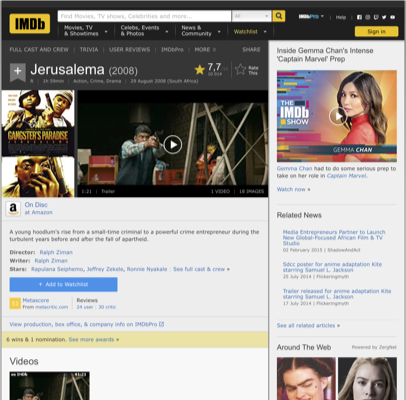 IMDb
Find Movies, TV shows, Celebrities and more...
All
IMDbPro
Help
Movies, TV & Showtimes
Celebs, Events & Photos
News & Community
Watchlist
Sign in
FULL CAST AND CREW | TRIVIA | USER REVIEWS | IMDbPro | MORE
SHARE
Jerusalema (2008)
7,7
Rate This
1h 59min | Action, Crime, Drama | 29 August 2008 (South Africa)
GANGSTER'S PARADISE
1:21 | Trailer
1 VIDEO | 18 IMAGES
On Disc
at Amazon
A young hoodlum's rise from a small-time criminal to a powerful crime entrepreneur during the
turbulent years before and after the fall of apartheid.
Director: Ralph Ziman
Writer: Ralph Ziman
Stars: Rapulana Seiphemo, Jeffrey Zekele, Ronnie Nyakale | See full cast & crew »
+ Add to Watchlist
Metascore
From metacritic.com
Reviews
24 user | 30 critic
View production, box office, & company info on IMDbPro
6 wins & 1 nomination. See more awards »
Videos
Inside Gemma Chan's Intense
'Captain Marvel' Prep
THE
IMDb
SHOW
GEMMA CHAN
Gemma Chan had to do some serious prep to
take on her role in Captain Marvel.
Watch now »
Related News
Media Entrepreneurs Partner to Launch
New Global-Focused African Film & TV
Studio
02 February 2015 | ShadowAndAct
Sdcc poster for anime adaptation Kite
starring Samuel L. Jackson
25 July 2014 | Flickeringmyth
Trailer released for anime adaptation Kite
starring Samuel L. Jackson
17 July 2014 | Flickeringmyth
See all related articles »
Around The Web
Powered by ZergNet